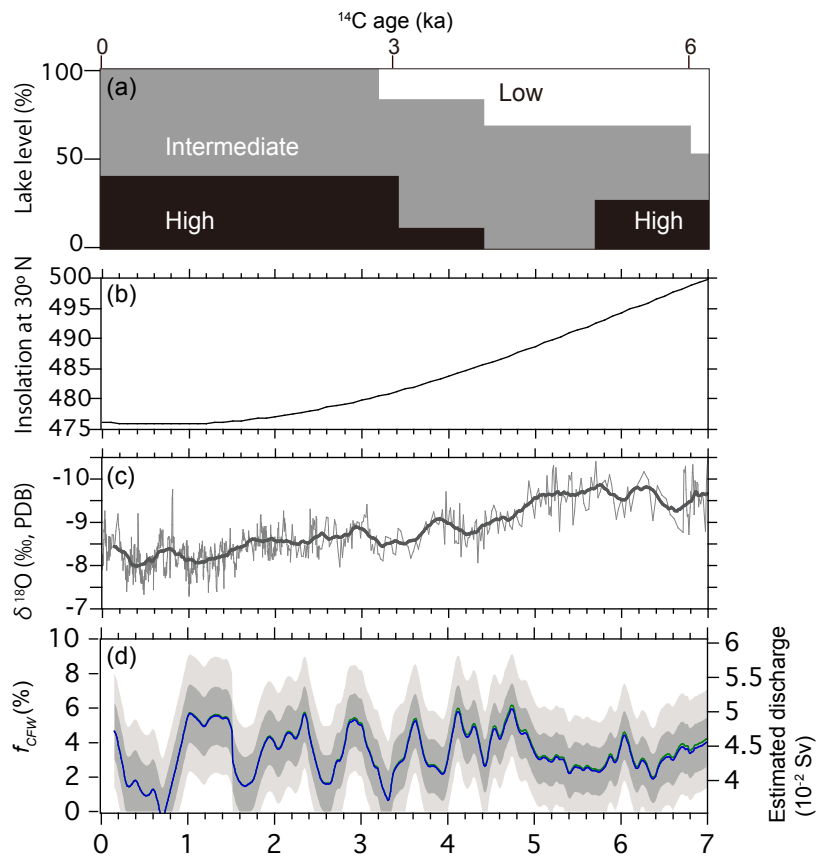 ¹⁴C age (ka)
0 3 6
Lake level (%)
100
50
0
(a)
Low
Intermediate
High
High
Insolation at 30º N
500
495
490
485
480
475
(b)
δ ¹⁸O (‰, PDB)
-10
-9
-8
-7
(c)
f_CFW (%)
10
8
6
4
2
0
(d)
6
5.5
5
4.5
4
Estimated discharge
(10⁻² Sv)
0 1 2 3 4 5 6 7